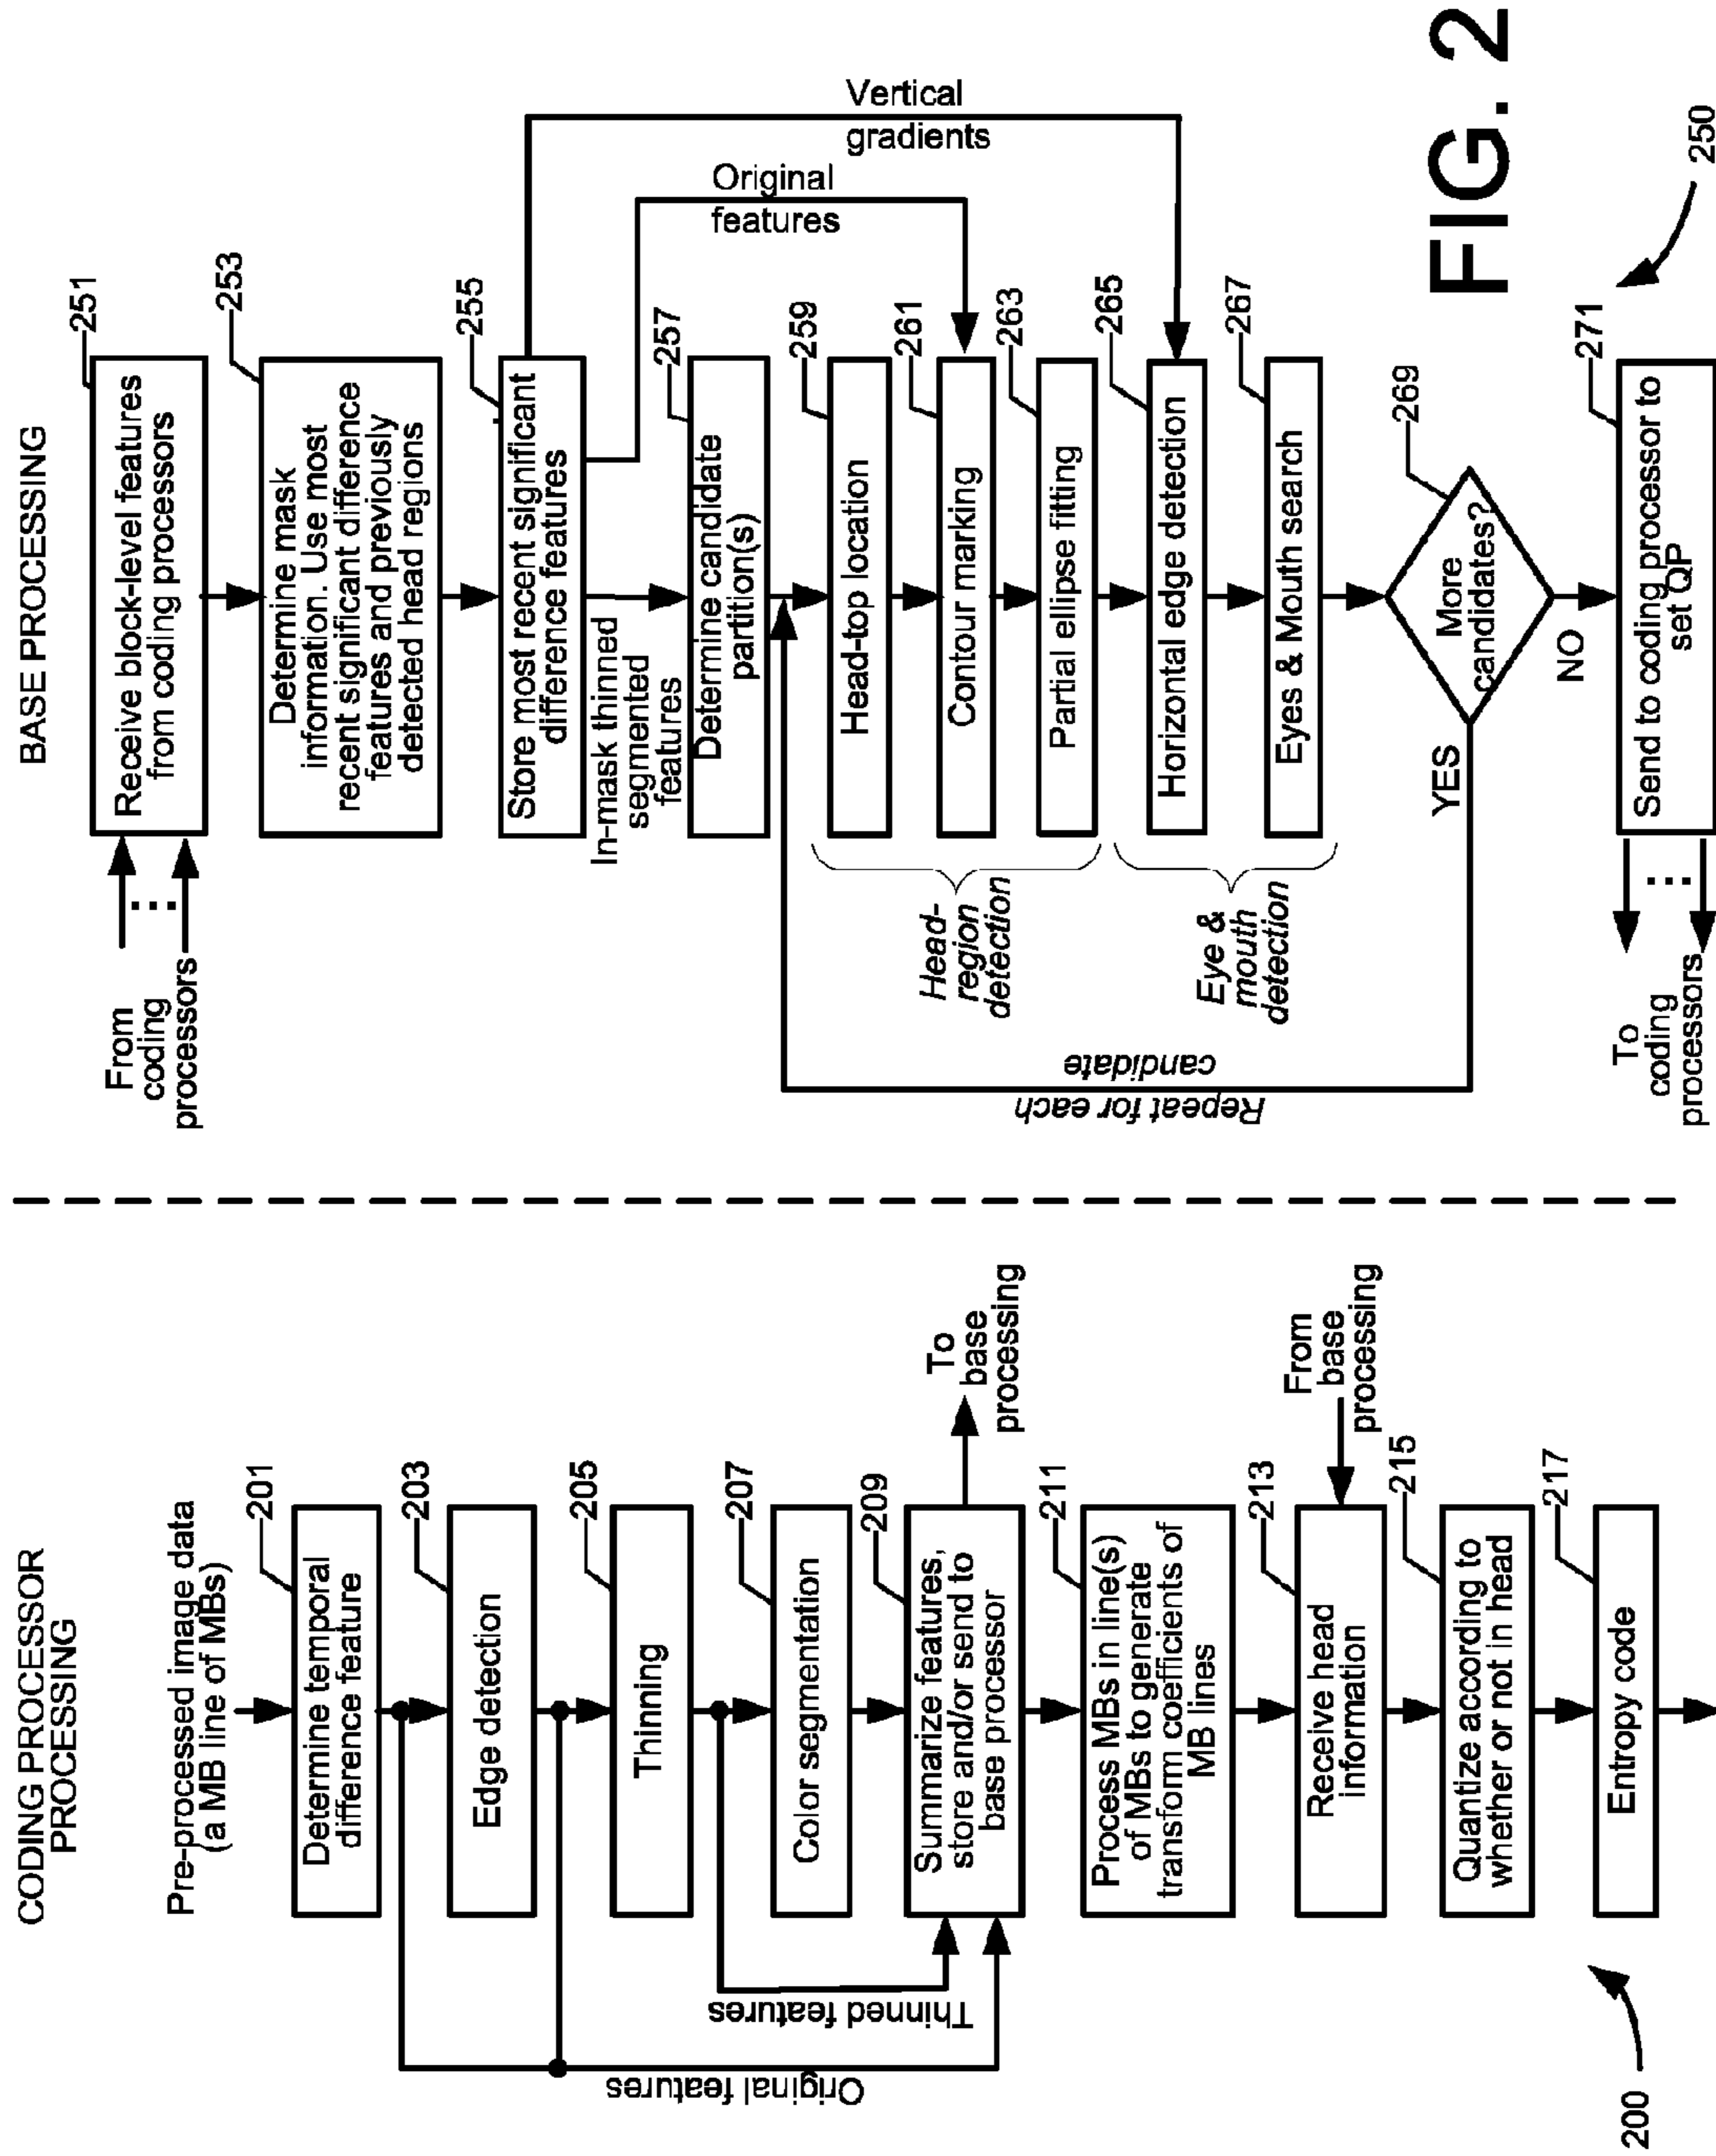 CODING PROCESSOR
PROCESSING
Pre-processed image data
(a MB line of MBs)
201
Determine temporal
difference feature
203
Edge detection
205
Thinning
207
Color segmentation
209
Summarize features,
store and/or send to
base processor
To
base
processing
Thinned features
Original features
211
Process MBs in line(s)
of MBs to generate
transform coefficients of
MB lines
213
Receive head
information
From
base
processing
215
Quantize according to
whether or not in head
217
Entropy code
200
BASE PROCESSING
From
coding
processors
251
Receive block-level features
from coding processors
253
Determine mask
information. Use most
recent significant difference
features and previously
detected head regions
255
Store most recent significant
difference features
In-mask thinned
segmented
features
Original
features
Vertical
gradients
257
Determine candidate
partition(s)
259
Head-top location
261
Contour marking
263
Partial ellipse fitting
Head-
region
detection
265
Horizontal edge detection
267
Eyes & Mouth search
Eye &
mouth
detection
269
More
candidates?
YES
NO
Repeat for each
candidate
271
Send to coding processor to
set QP
To
coding
processors
250
FIG. 2